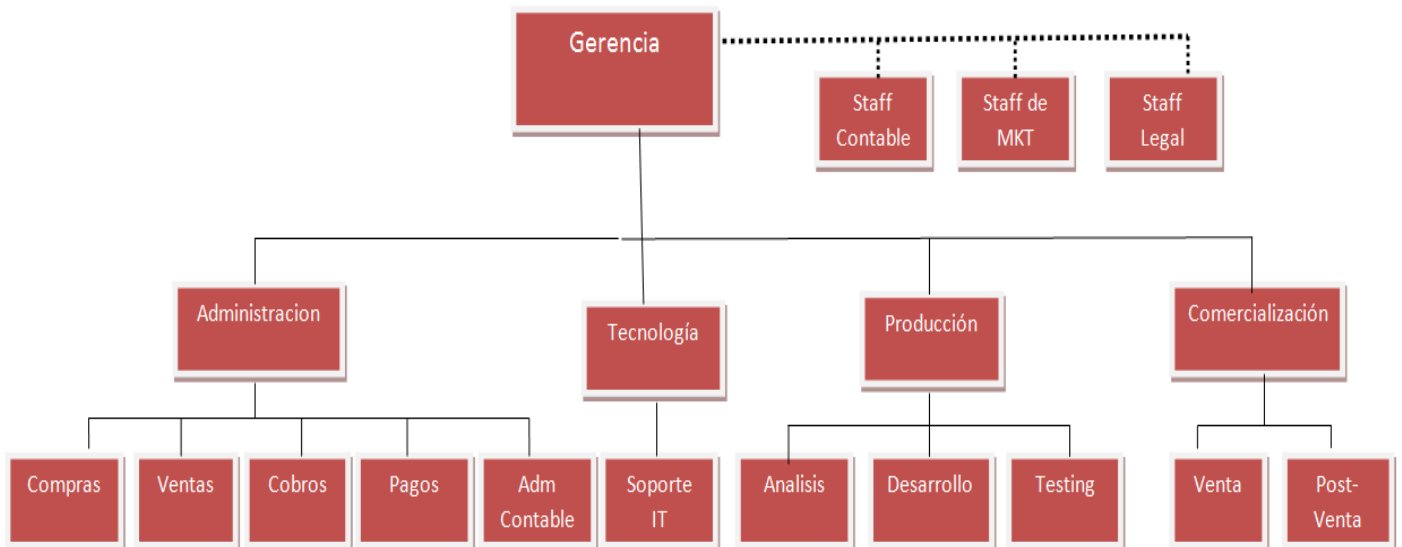 Gerencia
Staff
Contable
Staff de
MKT
Staff
Legal
Administracion
Tecnología
Producción
Comercialización
Compras
Ventas
Cobros
Pagos
Adm
Contable
Soporte
IT
Analisis
Desarrollo
Testing
Venta
Post-
Venta